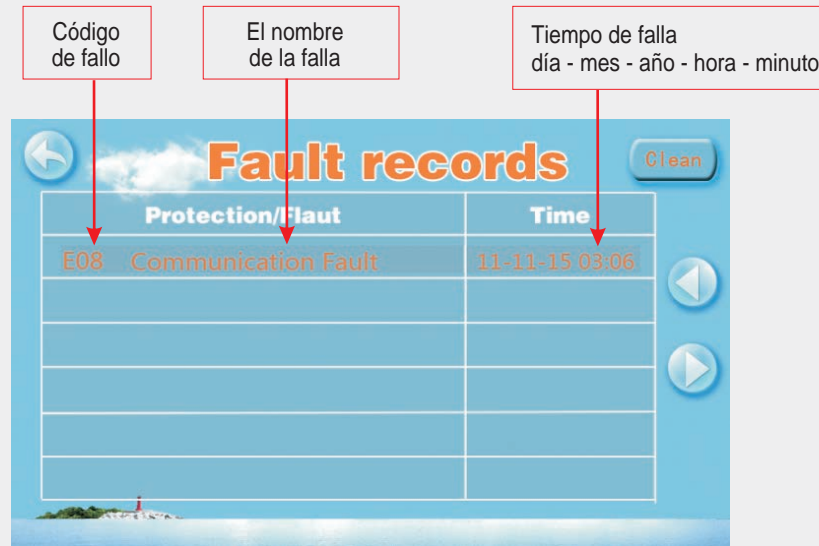 Código
de fallo
El nombre
de la falla
Tiempo de falla
día - mes - año - hora - minuto
Fault records
Clean
Protection/Flaut
Time
E08 Communication Fault
11-11-15 03:06